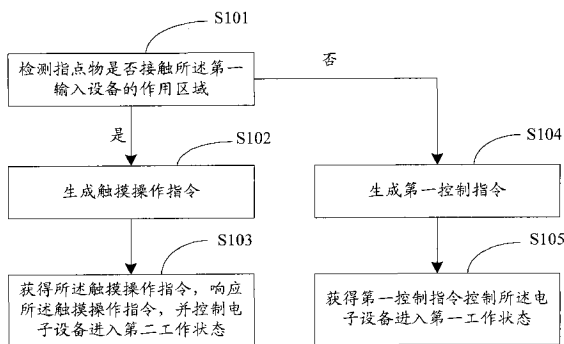 S101
检测指点物是否接触所述第一
输入设备的作用区域
否
是
S102
生成触摸操作指令
S104
生成第一控制指令
S103
获得所述触摸操作指令，响应
所述触摸操作指令，并控制电
子设备进入第二工作状态
S105
获得第一控制指令控制所述电
子设备进入第一工作状态